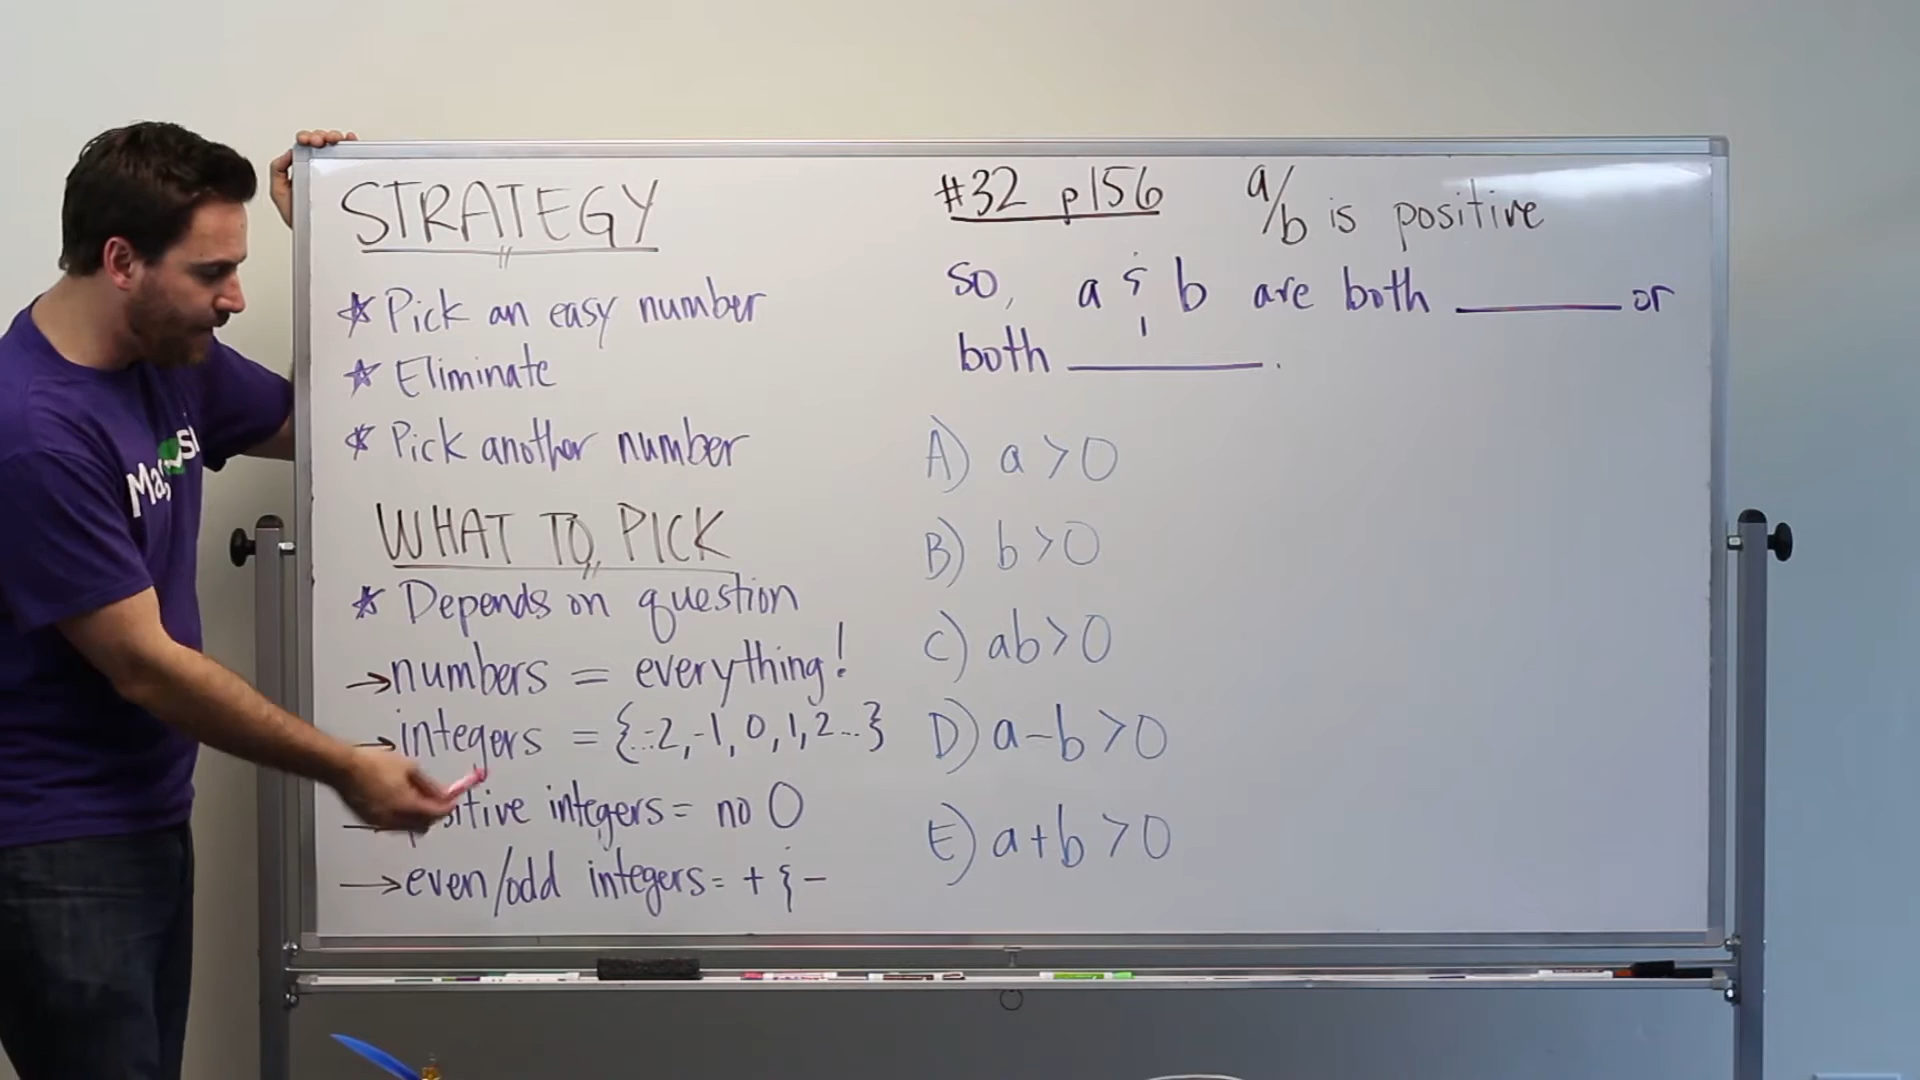 STRATEGY
* Pick an easy number
* Eliminate
* Pick another number
WHAT TO PICK
* Depends on question
→ numbers = everything!
→ integers = {...-2, -1, 0, 1, 2...}
integers = no 0
→ even/odd integers = + & -
#32 p156 a/b is positive
so, a & b are both ______ or
both ______.
A) a > 0
B) b > 0
C) ab > 0
D) a - b > 0
E) a + b > 0